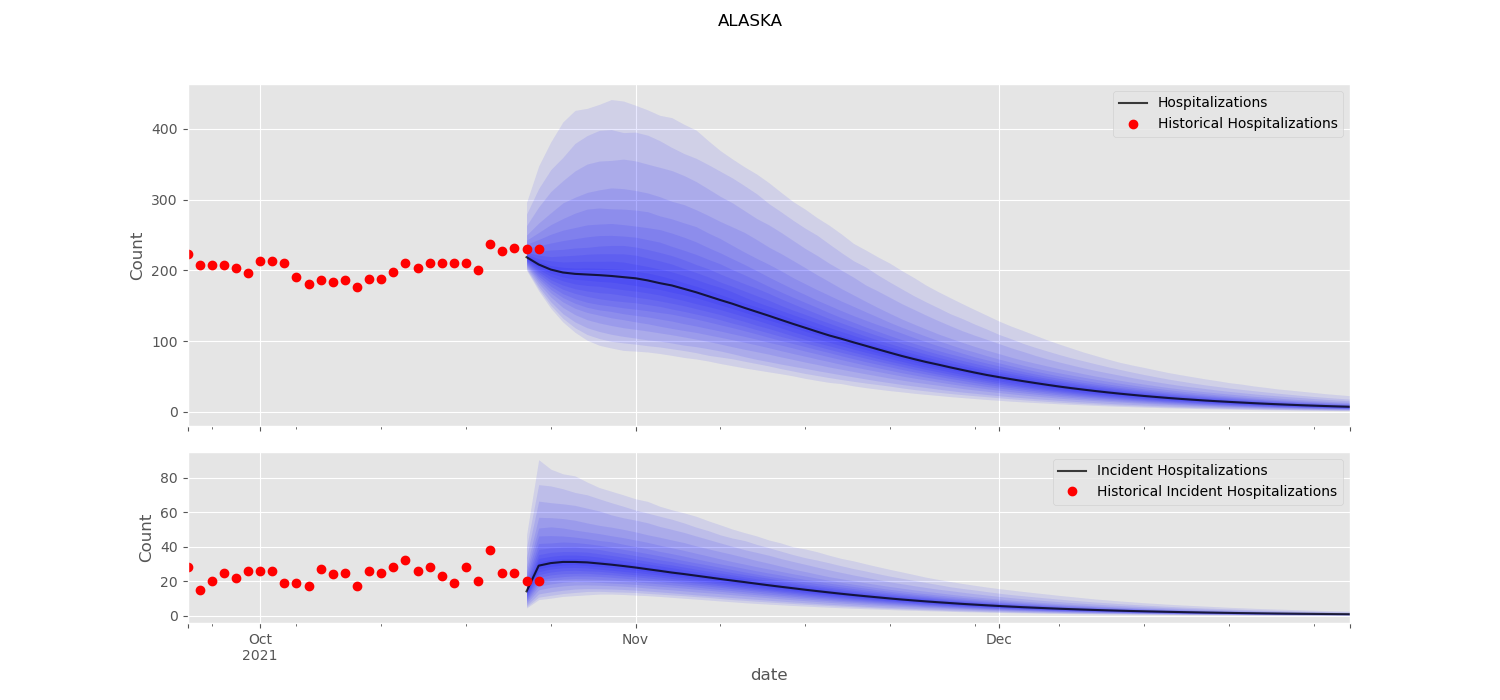 ALASKA
Hospitalizations
Historical Hospitalizations
Count
400
300
200
100
0
Incident Hospitalizations
Historical Incident Hospitalizations
Count
80
60
40
20
0
Oct
2021
Nov
Dec
date